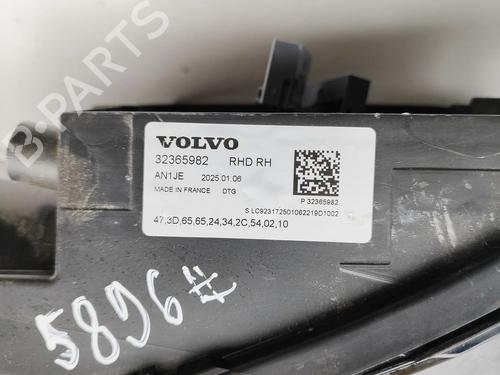 B-PARTS
VOLVO
32365982 RHD RH
AN1JE 2025.01.06
MADE IN FRANCE DTG
P 32365982
S LC923172501062219D1002
47,3D,65,65,24,34,2C,54,02,10
5896#